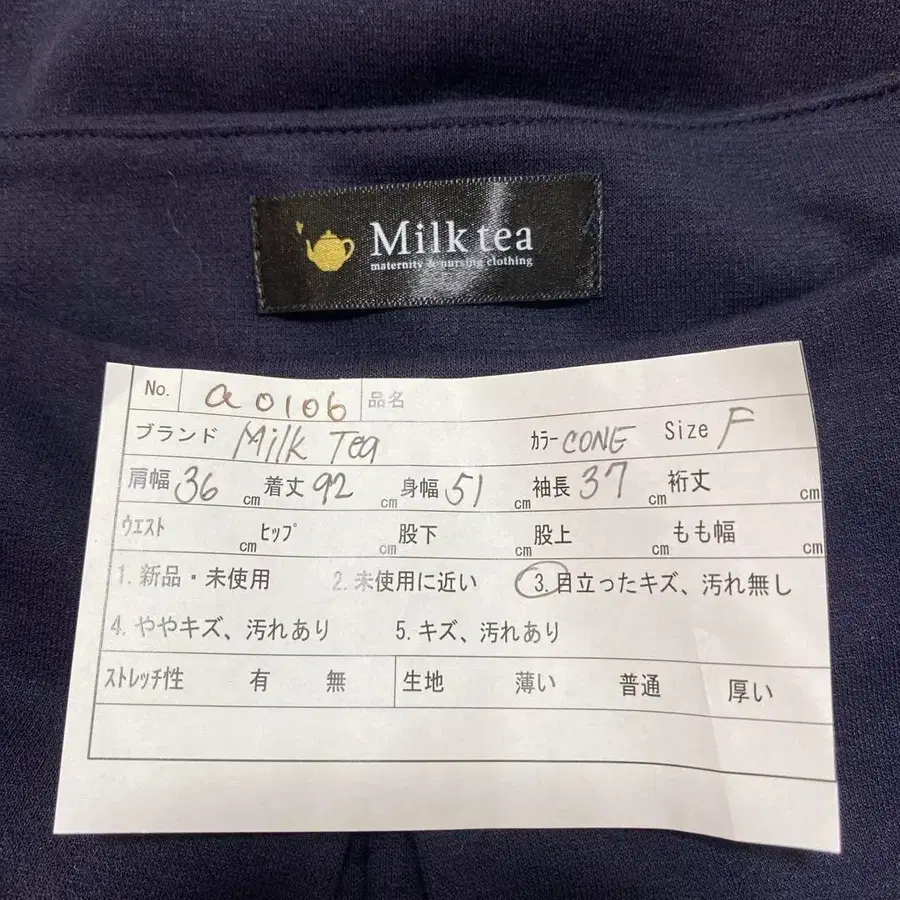 Milk tea
maternity & nursing clothing
No. a0106 品名
ブランド Milk Tea カラー CONE Size F
肩幅 36 cm 着丈 92 cm 身幅 51 cm 袖長 37 cm 裄丈 cm
ウエスト cm ヒップ cm 股下 cm 股上 cm もも幅 cm
1. 新品・未使用 2. 未使用に近い 3. 目立ったキズ、汚れ無し
4. ややキズ、汚れあり 5. キズ、汚れあり
ストレッチ性 有 無 生地 薄い 普通 厚い